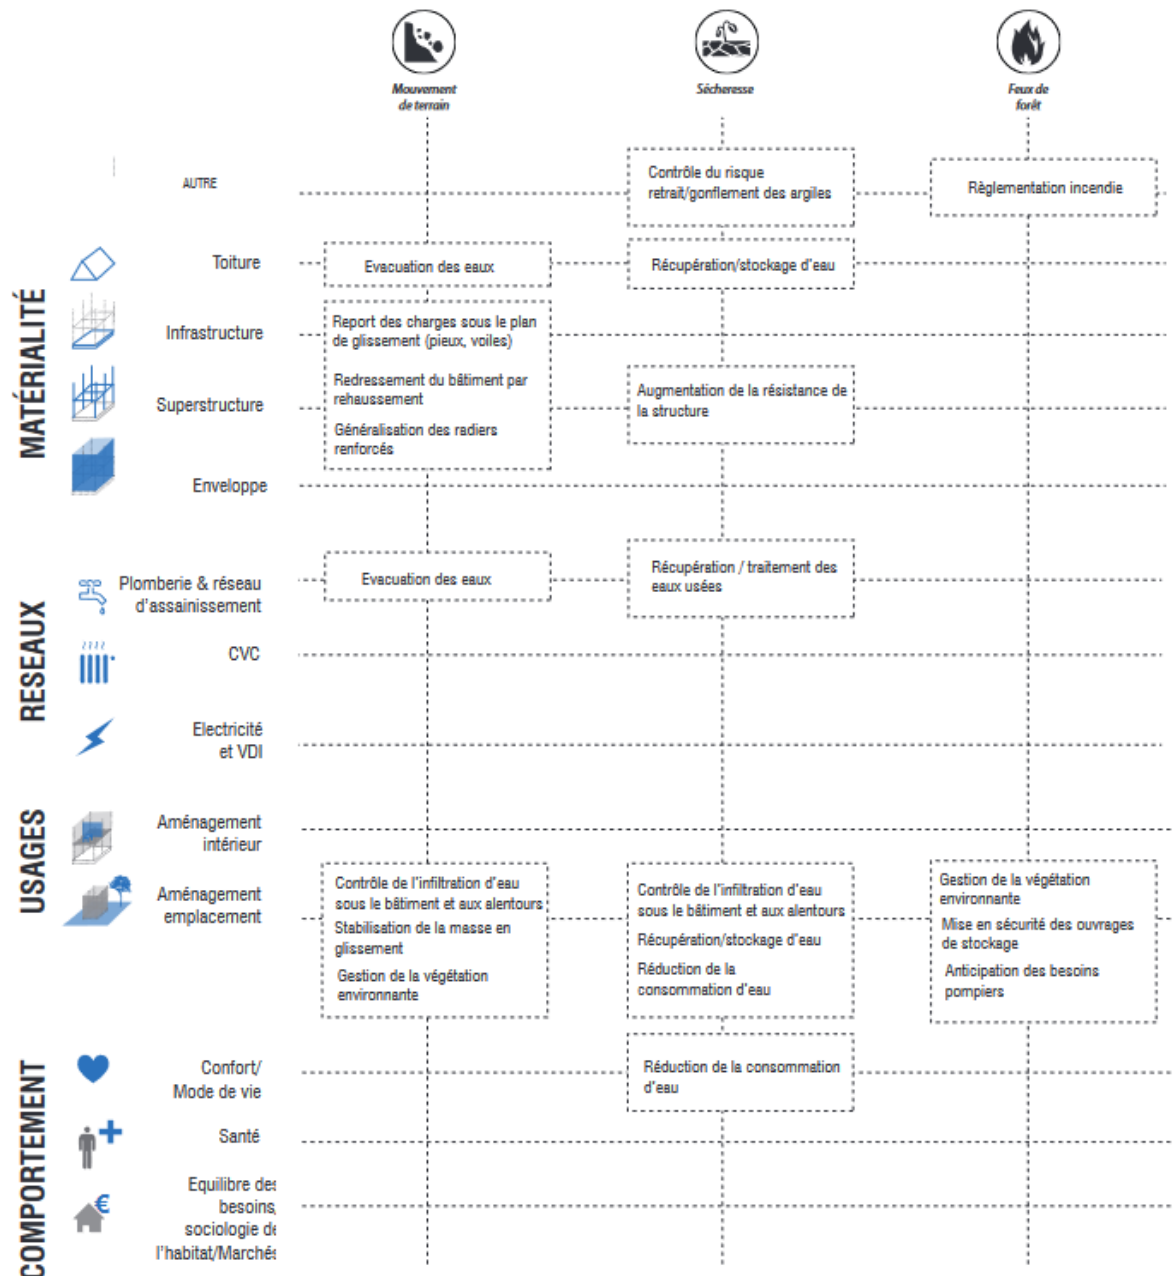 Mouvement
de terrain
Sécheresse
Feux de
forêt
AUTRE
Contrôle du risque
retrait/gonflement des argiles
Règlementation incendie
MATÉRIALITÉ
Toiture
Evacuation des eaux
Récupération/stockage d'eau
Infrastructure
Report des charges sous le plan
de glissement (pieux, voiles)
Redressement du bâtiment par
rehaussement
Généralisation des radiers
renforcés
Superstructure
Augmentation de la résistance de
la structure
Enveloppe
RESEAUX
Plomberie & réseau
d'assainissement
Evacuation des eaux
Récupération / traitement des
eaux usées
CVC
Electricité
et VDI
USAGES
Aménagement
intérieur
Aménagement
emplacement
Contrôle de l'infiltration d'eau
sous le bâtiment et aux alentours
Stabilisation de la masse en
glissement
Gestion de la végétation
environnante
Contrôle de l'infiltration d'eau
sous le bâtiment et aux alentours
Récupération/stockage d'eau
Réduction de la
consommation d'eau
Gestion de la végétation
environnante
Mise en sécurité des ouvrages
de stockage
Anticipation des besoins
pompiers
COMPORTEMENT
Confort/
Mode de vie
Réduction de la consommation
d'eau
Santé
€
Equilibre des
besoins,
sociologie de
l'habitat/Marchés